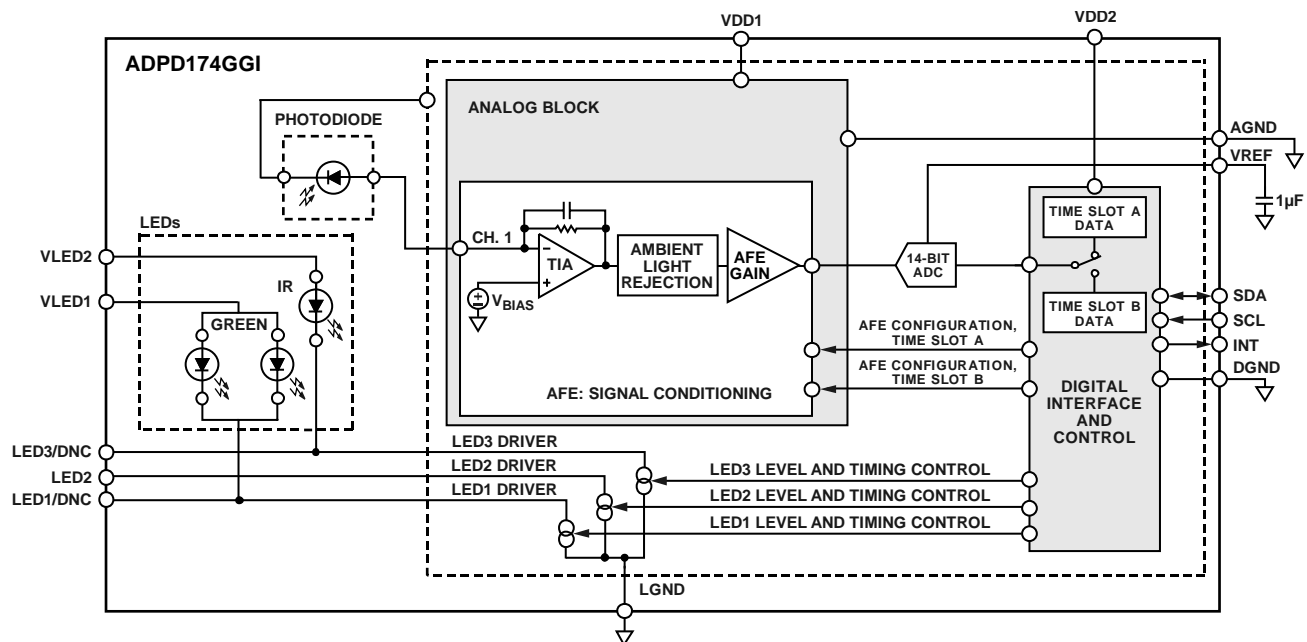 VDD1
VDD2
ADPD174GGI
ANALOG BLOCK
PHOTODIODE
AGND
VREF
1µF
LEDs
VLED2
VLED1
IR
GREEN
CH. 1
TIA
VBIAS
AMBIENT
LIGHT
REJECTION
AFE
GAIN
14-BIT
ADC
TIME SLOT A
DATA
TIME SLOT B
DATA
SDA
SCL
INT
DGND
AFE CONFIGURATION,
TIME SLOT A
AFE CONFIGURATION,
TIME SLOT B
AFE: SIGNAL CONDITIONING
DIGITAL
INTERFACE
AND
CONTROL
LED3/DNC
LED2
LED1/DNC
LED3 DRIVER
LED2 DRIVER
LED1 DRIVER
LED3 LEVEL AND TIMING CONTROL
LED2 LEVEL AND TIMING CONTROL
LED1 LEVEL AND TIMING CONTROL
LGND